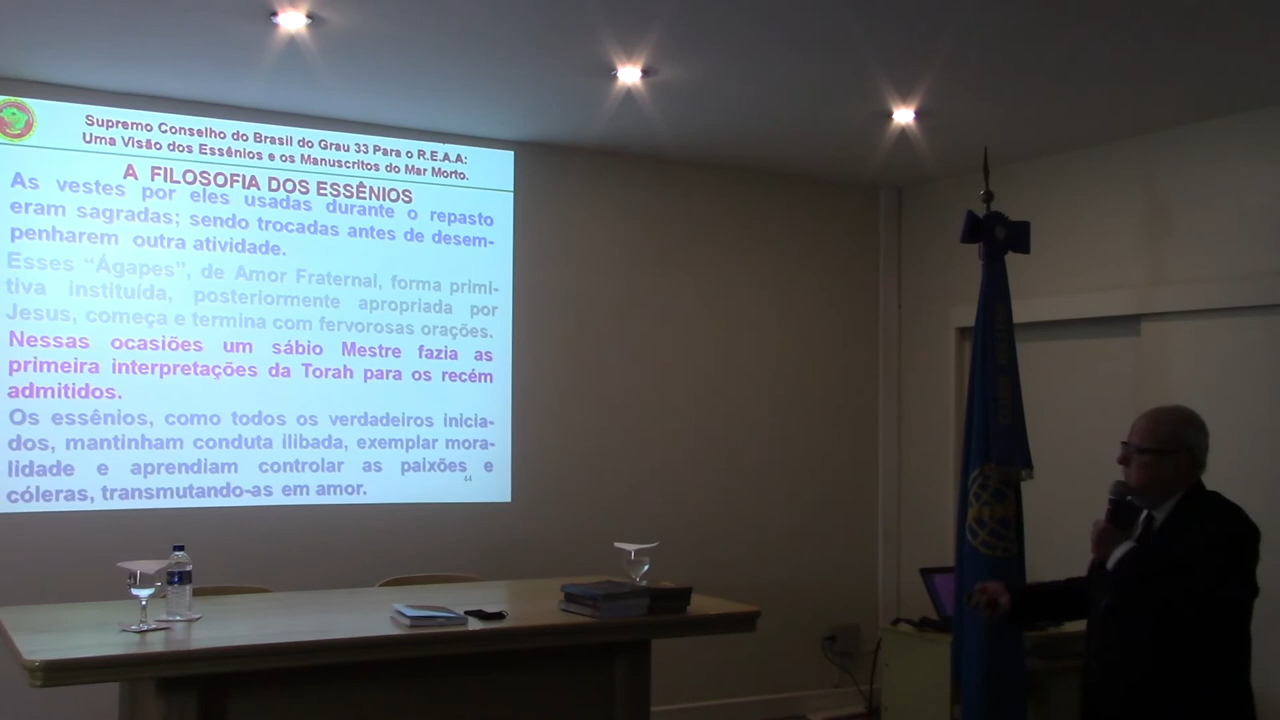 Supremo Conselho do Brasil do Grau 33 Para o R.E.A.A:
Uma Visão dos Essênios e os Manuscritos do Mar Morto.
A FILOSOFIA DOS ESSÊNIOS
As vestes por eles usadas durante o repasto
eram sagradas; sendo trocadas antes de desem-
penharem outra atividade.
Esses “Ágapes”, de Amor Fraternal, forma primi-
tiva instituída, posteriormente apropriada por
Jesus, começa e termina com fervorosas orações.
Nessas ocasiões um sábio Mestre fazia as
primeira interpretações da Torah para os recém
admitidos.
Os essênios, como todos os verdadeiros inicia-
dos, mantinham conduta ilibada, exemplar mora-
lidade e aprendiam controlar as paixões e
cóleras, transmutando-as em amor.
44